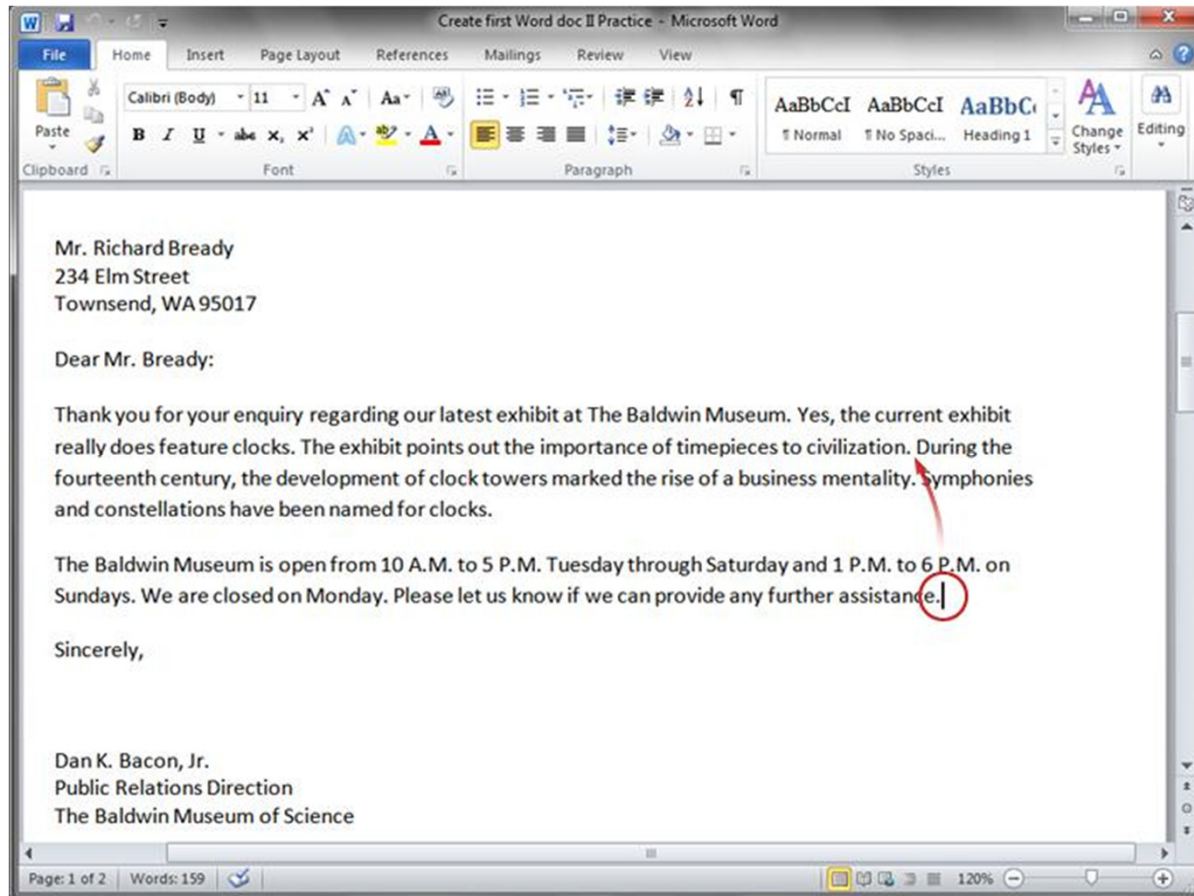 Create first Word doc II Practice - Microsoft Word
File Home Insert Page Layout References Mailings Review View
Calibri (Body) 11
Paste
AaBbCcI AaBbCcI AaBbC
¶ Normal ¶ No Spaci... Heading 1
Change Styles
Editing
Clipboard Font Paragraph Styles
Mr. Richard Bready
234 Elm Street
Townsend, WA 95017
Dear Mr. Bready:
Thank you for your enquiry regarding our latest exhibit at The Baldwin Museum. Yes, the current exhibit
really does feature clocks. The exhibit points out the importance of timepieces to civilization. During the
fourteenth century, the development of clock towers marked the rise of a business mentality. Symphonies
and constellations have been named for clocks.
The Baldwin Museum is open from 10 A.M. to 5 P.M. Tuesday through Saturday and 1 P.M. to 6 P.M. on
Sundays. We are closed on Monday. Please let us know if we can provide any further assistance.
Sincerely,
Dan K. Bacon, Jr.
Public Relations Direction
The Baldwin Museum of Science
Page: 1 of 2 Words: 159 120%